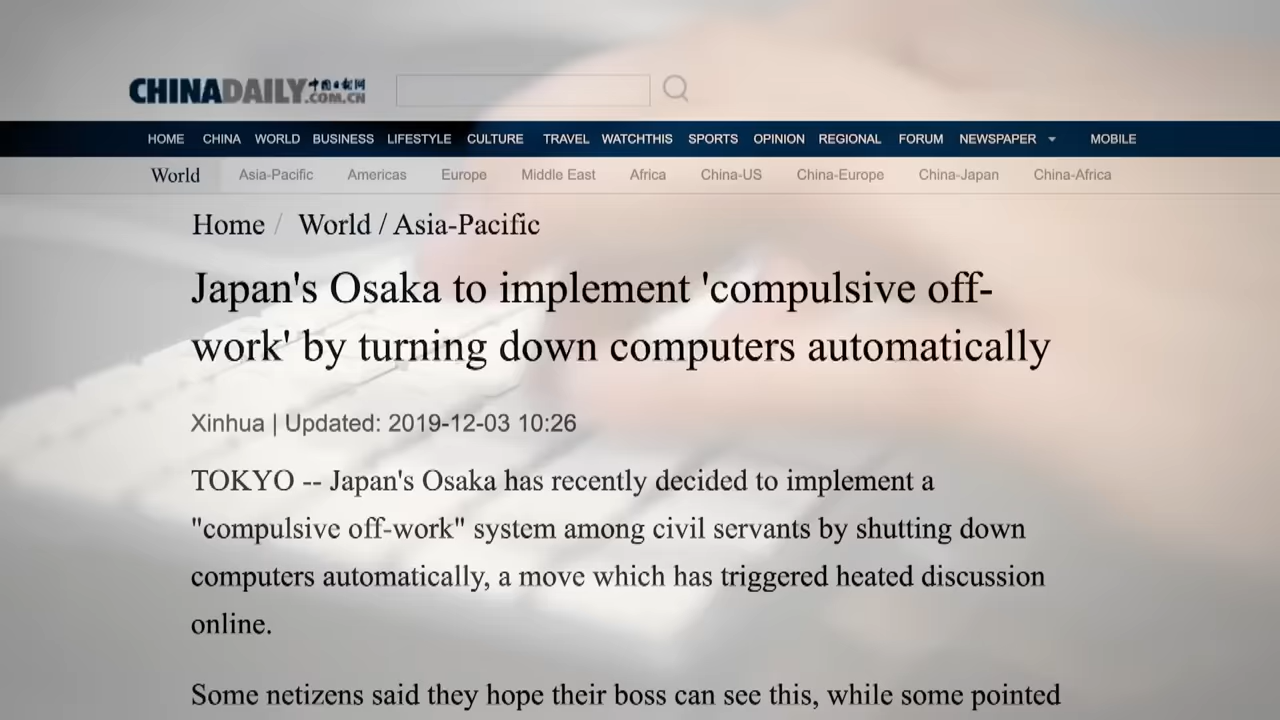 CHINADAILY 中国日报网
.COM.CN
HOME CHINA WORLD BUSINESS LIFESTYLE CULTURE TRAVEL WATCHTHIS SPORTS OPINION REGIONAL FORUM NEWSPAPER MOBILE
World Asia-Pacific Americas Europe Middle East Africa China-US China-Europe China-Japan China-Africa
Home / World / Asia-Pacific
Japan's Osaka to implement 'compulsive off-
work' by turning down computers automatically
Xinhua | Updated: 2019-12-03 10:26
TOKYO -- Japan's Osaka has recently decided to implement a
"compulsive off-work" system among civil servants by shutting down
computers automatically, a move which has triggered heated discussion
online.
Some netizens said they hope their boss can see this, while some pointed